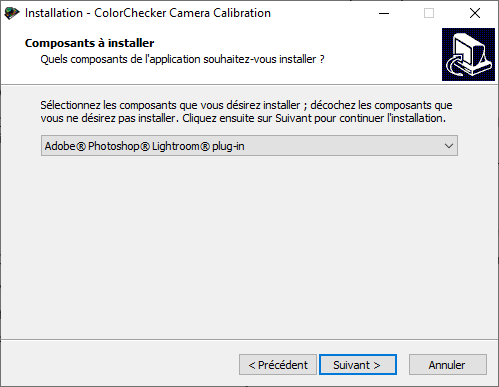 Installation - ColorChecker Camera Calibration
Composants à installer
Quels composants de l'application souhaitez-vous installer ?
Sélectionnez les composants que vous désirez installer ; décochez les composants que
vous ne désirez pas installer. Cliquez ensuite sur Suivant pour continuer l'installation.
Adobe® Photoshop® Lightroom® plug-in
< Précédent
Suivant >
Annuler